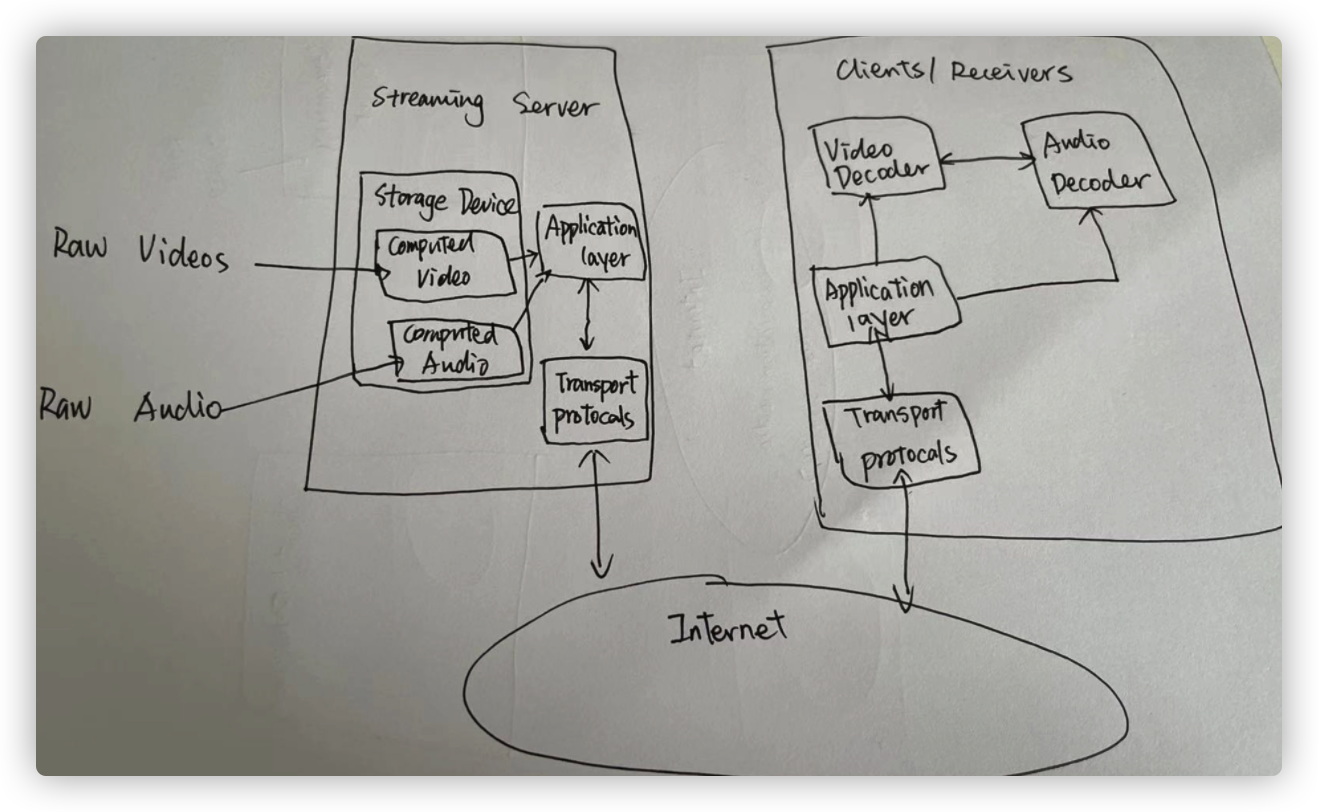 Streaming Server
Clients/ Receivers
Storage Device
Computed
Video
Computed
Audio
Application
layer
Transport
protocals
Raw Videos
Raw Audio
Video
Decoder
Audio
Decoder
Application
layer
Transport
protocals
Internet